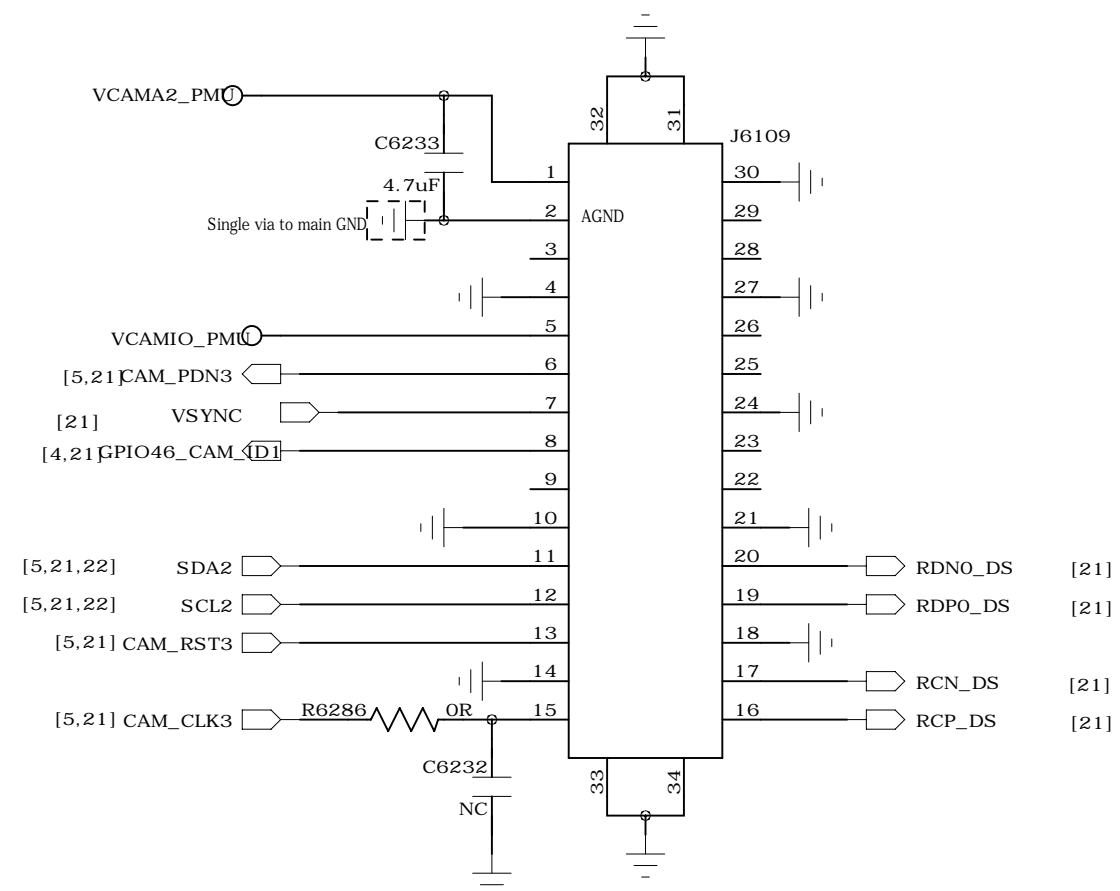 32
31
J6109
VCAMA2_PMU
C6233
4.7uF
1
30
Single via to main GND
2
AGND
29
3
28
4
27
VCAMIO_PMU
5
26
[5,21]CAM_PDN3
6
25
[21]
VSYNC
7
24
[4,21]GPIO46_CAM_ID1
8
23
9
22
10
21
[5,21,22]
SDA2
11
20
RDN0_DS
[21]
[5,21,22]
SCL2
12
19
RDP0_DS
[21]
[5,21] CAM_RST3
13
18
14
17
RCN_DS
[21]
[5,21] CAM_CLK3
R6286
0R
15
16
RCP_DS
[21]
C6232
NC
33
34